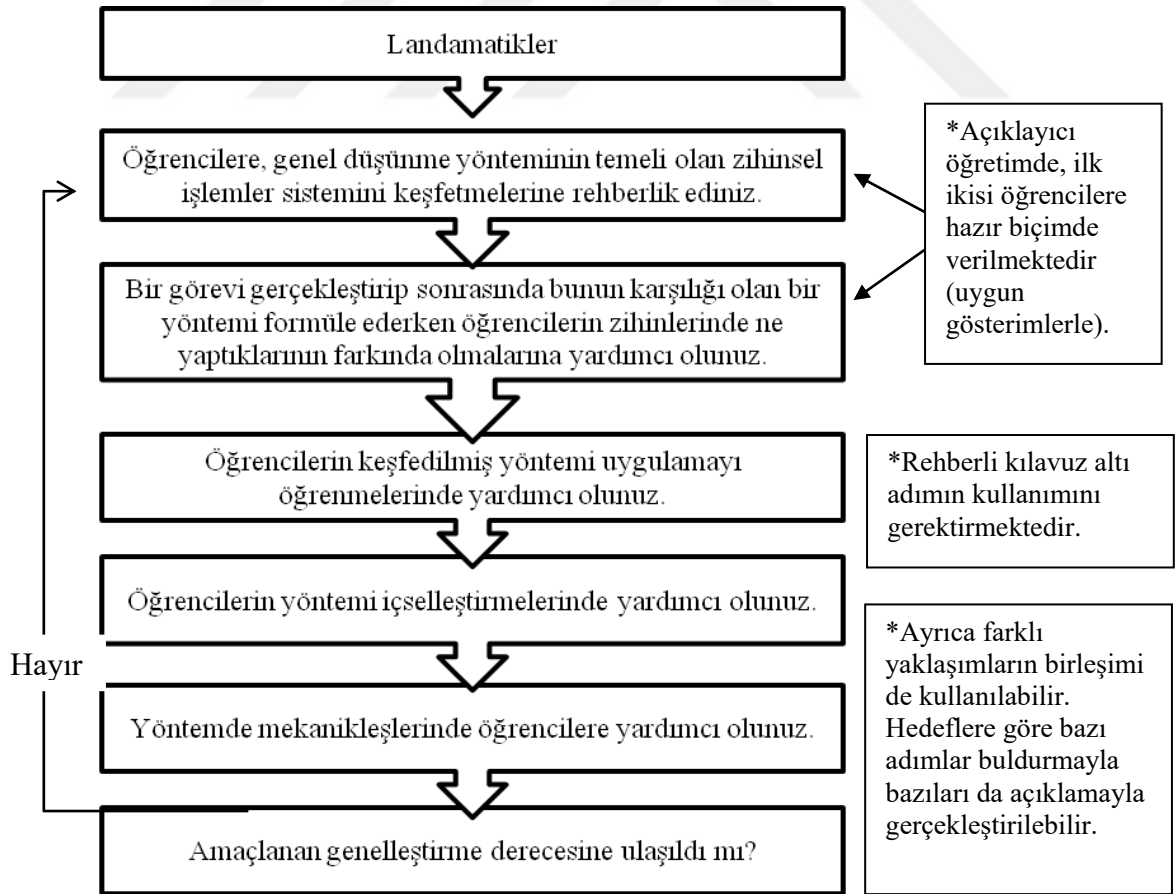 Landamatikler
Öğrencilere, genel düşünme yönteminin temeli olan zihinsel
işlemler sistemini keşfetmelerine rehberlik ediniz.
*Açıklayıcı
öğretimde, ilk
ikisi öğrencilere
hazır biçimde
verilmektedir
(uygun
gösterimlerle).
Bir görevi gerçekleştirip sonrasında bunun karşılığı olan bir
yöntemi formüle ederken öğrencilerin zihinlerinde ne
yaptıklarının farkında olmalarına yardımcı olunuz.
Öğrencilerin keşfedilmiş yöntemi uygulamayı
öğrenmelerinde yardımcı olunuz.
*Rehberli kılavuz altı
adımın kullanımını
gerektirmektedir.
Öğrencilerin yöntemi içselleştirmelerinde yardımcı olunuz.
*Ayrıca farklı
yaklaşımların birleşimi
de kullanılabilir.
Hedeflere göre bazı
adımlar buldurmayla
bazıları da açıklamayla
gerçekleştirilebilir.
Hayır
Yöntemde mekanikleşlerinde öğrencilere yardımcı olunuz.
Amaçlanan genelleştirme derecesine ulaşıldı mı?